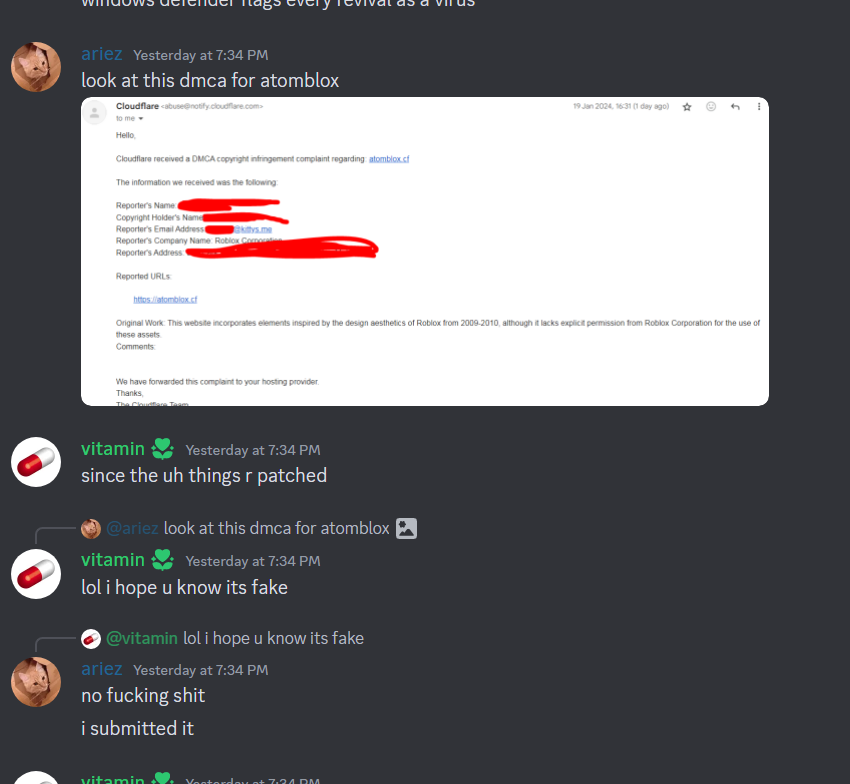 windows defender flags every revival as a virus
ariez Yesterday at 7:34 PM
look at this dmca for atomblox
Cloudflare <abuse@notify.cloudflare.com>
19 Jan 2024, 16:31 (1 day ago)
to me
Hello,
Cloudflare received a DMCA copyright infringement complaint regarding: atomblox.cf
The information we received was the following:
Reporter's Name:
Copyright Holder's Name
Reporter's Email Address: @kittys.me
Reporter's Company Name: Roblox Corporation
Reporter's Address:
Reported URLs:
https://atomblox.cf
Original Work: This website incorporates elements inspired by the design aesthetics of Roblox from 2009-2010, although it lacks explicit permission from Roblox Corporation for the use of
these assets.
Comments:
We have forwarded this complaint to your hosting provider.
Thanks,
The Cloudflare Team
vitamin Yesterday at 7:34 PM
since the uh things r patched
@ariez look at this dmca for atomblox
vitamin Yesterday at 7:34 PM
lol i hope u know its fake
@vitamin lol i hope u know its fake
ariez Yesterday at 7:34 PM
no fucking shit
i submitted it
vitamin Yesterday at 7:34 PM